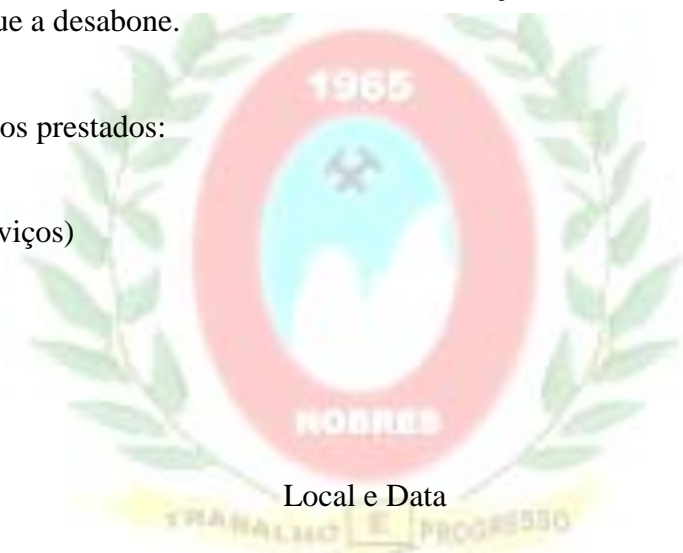 ue a desabone.
1965
os prestados:
viços)
NOBRES
Local e Data
TRABALHO E PROGRESSO